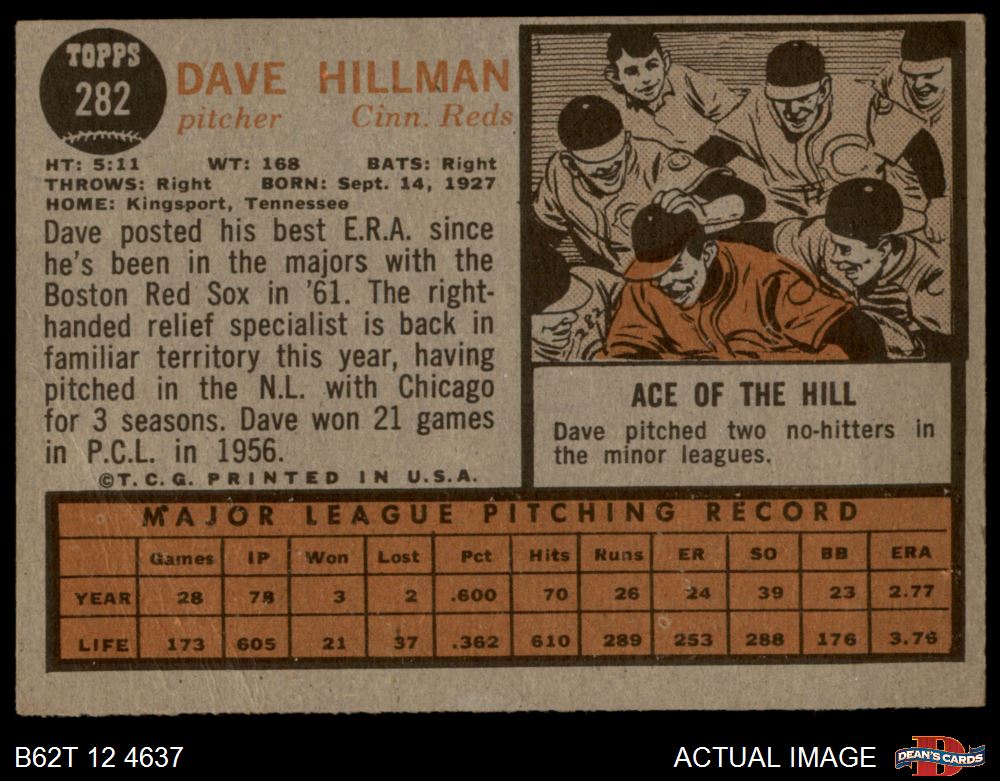 TOPPS
282
DAVE HILLMAN
pitcher Cinn. Reds
HT: 5:11 WT: 168 BATS: Right
THROWS: Right BORN: Sept. 14, 1927
HOME: Kingsport, Tennessee
Dave posted his best E.R.A. since
he's been in the majors with the
Boston Red Sox in '61. The right-
handed relief specialist is back in
familiar territory this year, having
pitched in the N.L. with Chicago
for 3 seasons. Dave won 21 games
in P.C.L. in 1956.
©T.C.G. PRINTED IN U.S.A.
282
ACE OF THE HILL
Dave pitched two no-hitters in
the minor leagues.
MAJOR LEAGUE PITCHING RECORD
Games IP Won Lost Pct Hits Runs ER SO BB ERA
YEAR 28 78 3 2 .600 70 26 24 39 23 2.77
LIFE 173 605 21 37 .362 610 289 253 288 176 3.76
B62T 12 4637
ACTUAL IMAGE
DEAN'S CARDS